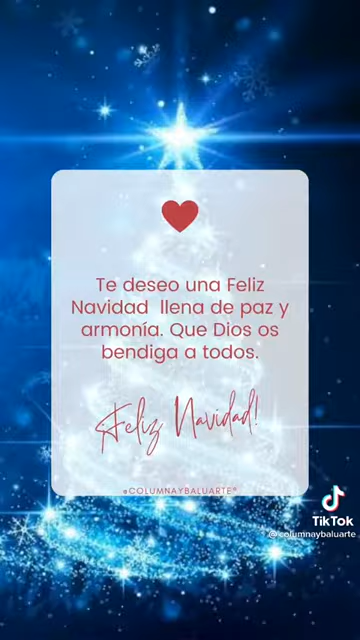 Te deseo una Feliz
Navidad llena de paz y
armonía. Que Dios os
bendiga a todos.
¡Feliz Navidad!
@COLUMNAYBALUARTE®
TikTok
@columnaybaluarte